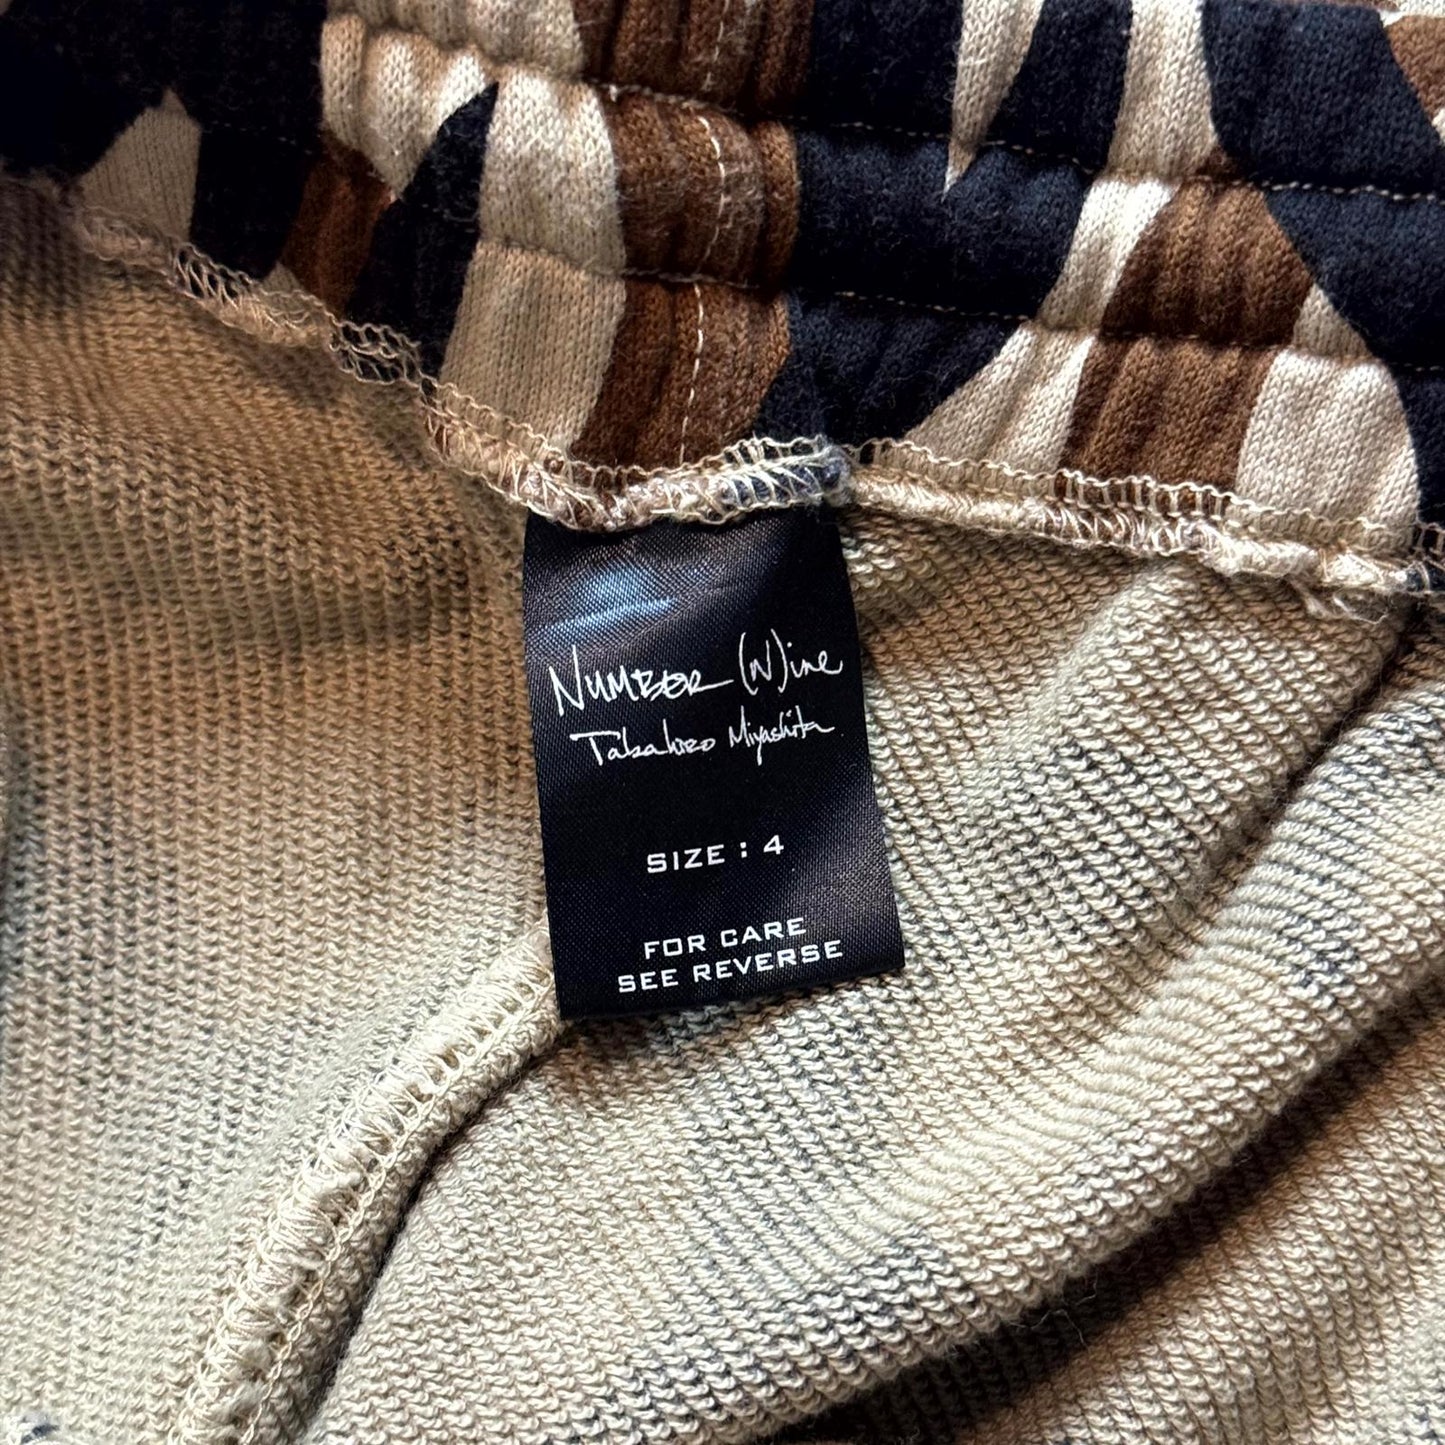 NUMBER (N)ine
Takahiro Miyashita
SIZE : 4
FOR CARE
SEE REVERSE